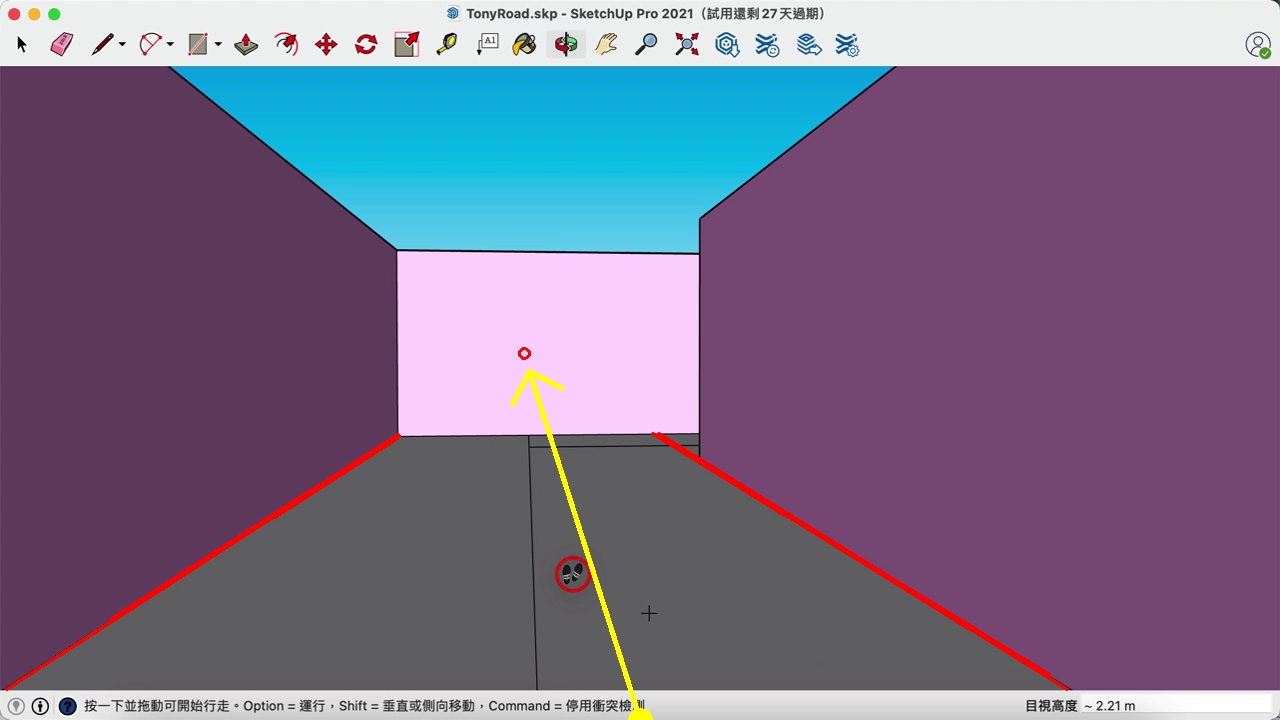 TonyRoad.skp - SketchUp Pro 2021（試用還剩 27 天過期）
A1
按一下並拖動可開始行走。Option = 運行，Shift = 垂直或側向移動，Command = 停用衝突檢測
目視高度 ~ 2.21 m